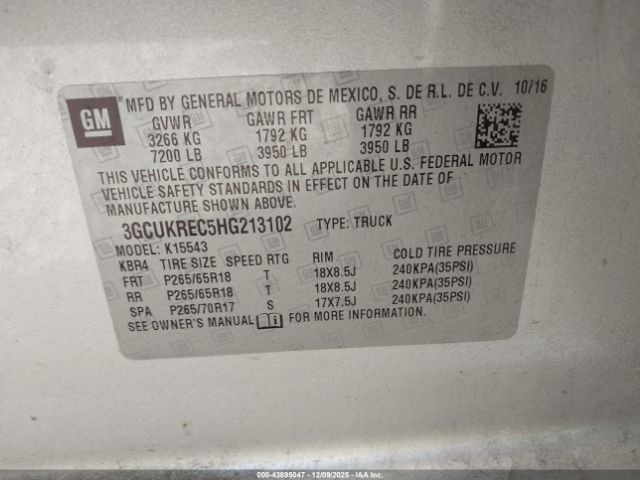 GM
MFD BY GENERAL MOTORS DE MEXICO, S. DE R.L. DE C.V. 10/16
GVWR GAWR FRT GAWR RR
3266 KG 1792 KG 1792 KG
7200 LB 3950 LB 3950 LB
THIS VEHICLE CONFORMS TO ALL APPLICABLE U.S. FEDERAL MOTOR
VEHICLE SAFETY STANDARDS IN EFFECT ON THE DATE OF
MANUFACTURE SHOWN ABOVE.
3GCUKREC5HG213102 TYPE: TRUCK
MODEL: K15543
KBR4 TIRE SIZE SPEED RTG RIM COLD TIRE PRESSURE
FRT P265/65R18 T 18X8.5J 240KPA(35PSI)
RR P265/65R18 T 18X8.5J 240KPA(35PSI)
SPA P265/70R17 S 17X7.5J 240KPA(35PSI)
SEE OWNER'S MANUAL FOR MORE INFORMATION.
000-43895047 - 12/09/2025 - IAAI.com